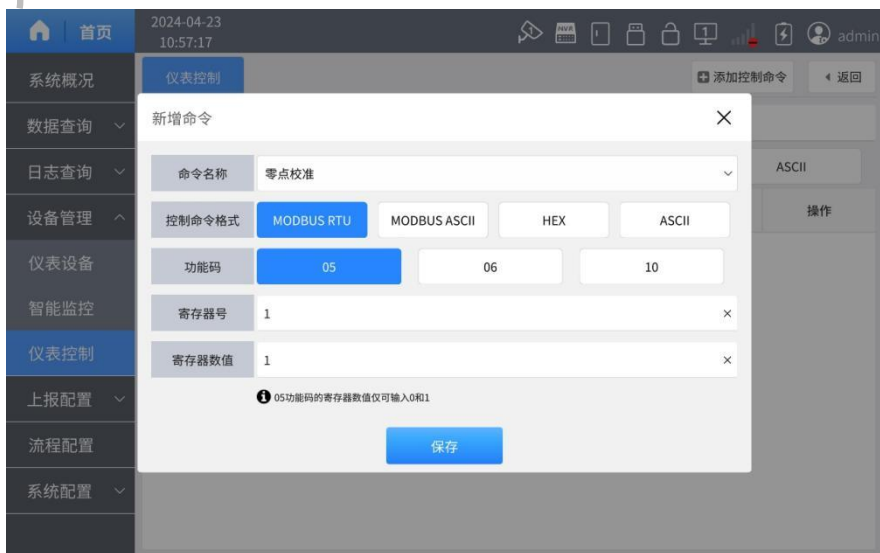 首页
2024-04-23
10:57:17
NVR
1
admin
系统概况
数据查询
日志查询
设备管理
仪表设备
智能监控
仪表控制
上报配置
流程配置
系统配置
仪表控制
添加控制命令
返回
ASCII
操作
新增命令
命令名称 零点校准
控制命令格式 MODBUS RTU MODBUS ASCII HEX ASCII
功能码 05 06 10
寄存器号 1
寄存器数值 1
05功能码的寄存器数值仅可输入0和1
保存